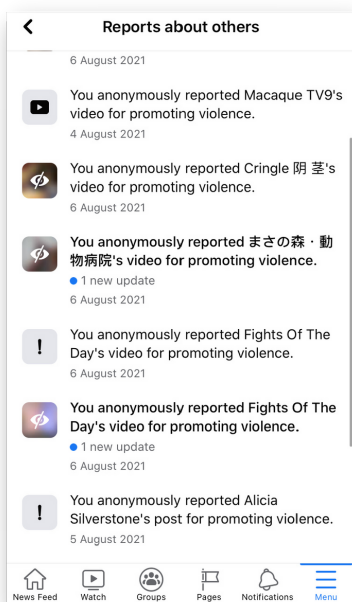 Reports about others
6 August 2021
You anonymously reported Macaque TV9's
video for promoting violence.
4 August 2021
You anonymously reported Cringle 阴 茎's
video for promoting violence.
6 August 2021
You anonymously reported まさの森・動
物病院's video for promoting violence.
1 new update
6 August 2021
You anonymously reported Fights Of The
Day's video for promoting violence.
6 August 2021
You anonymously reported Fights Of The
Day's video for promoting violence.
1 new update
6 August 2021
You anonymously reported Alicia
Silverstone's post for promoting violence.
5 August 2021
News Feed Watch Groups Pages Notifications Menu